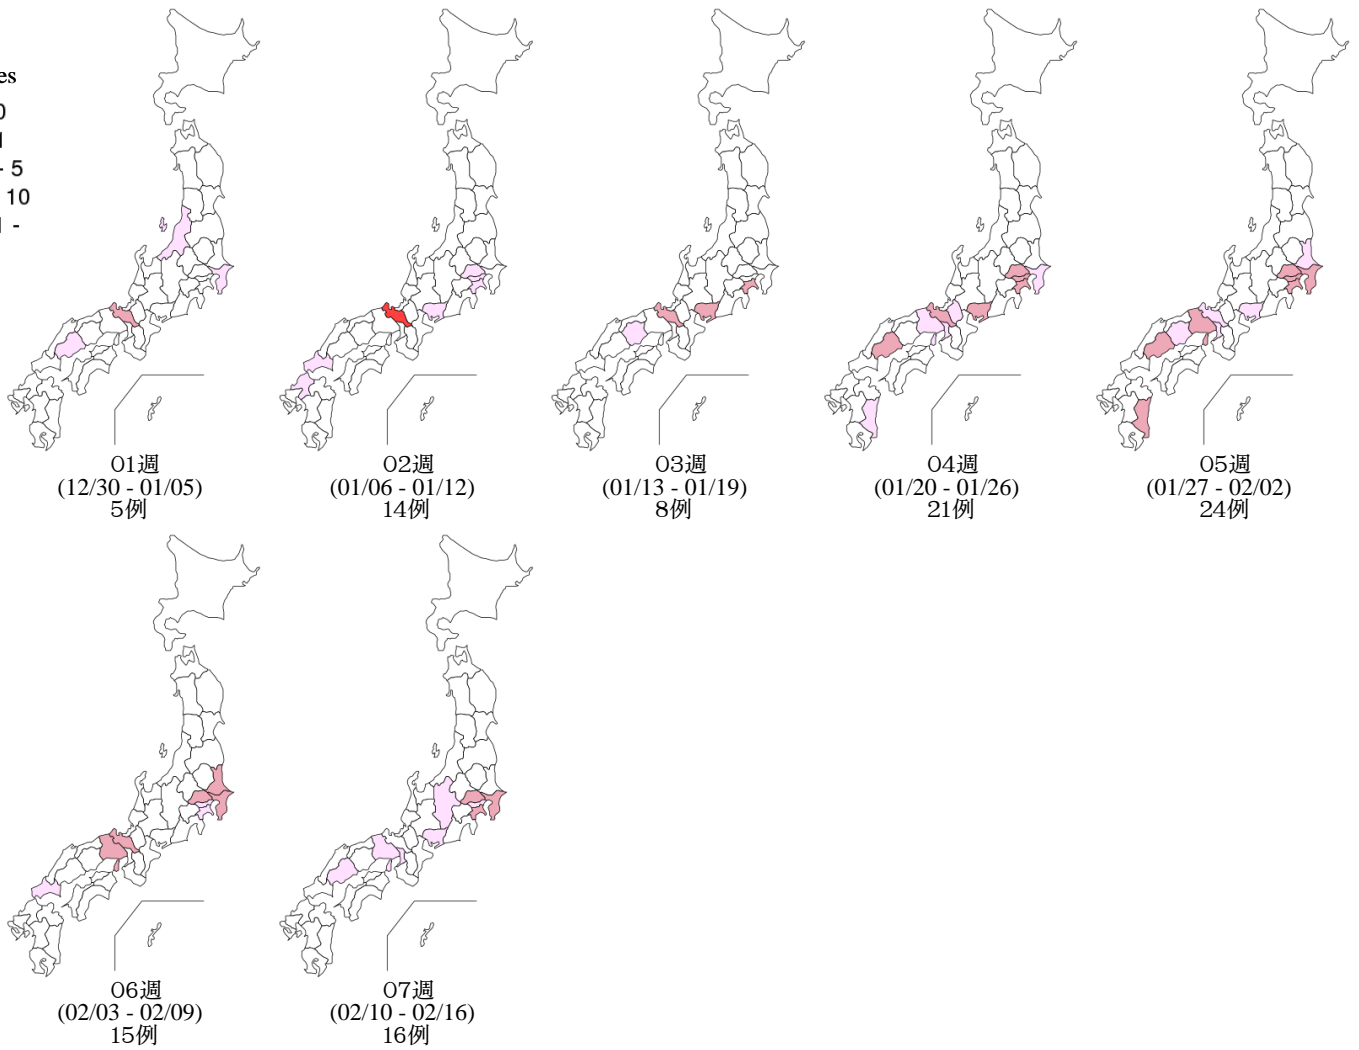 es
0
1
- 5
10
1 -
01週
(12/30 - 01/05)
5例
02週
(01/06 - 01/12)
14例
03週
(01/13 - 01/19)
8例
04週
(01/20 - 01/26)
21例
05週
(01/27 - 02/02)
24例
06週
(02/03 - 02/09)
15例
07週
(02/10 - 02/16)
16例